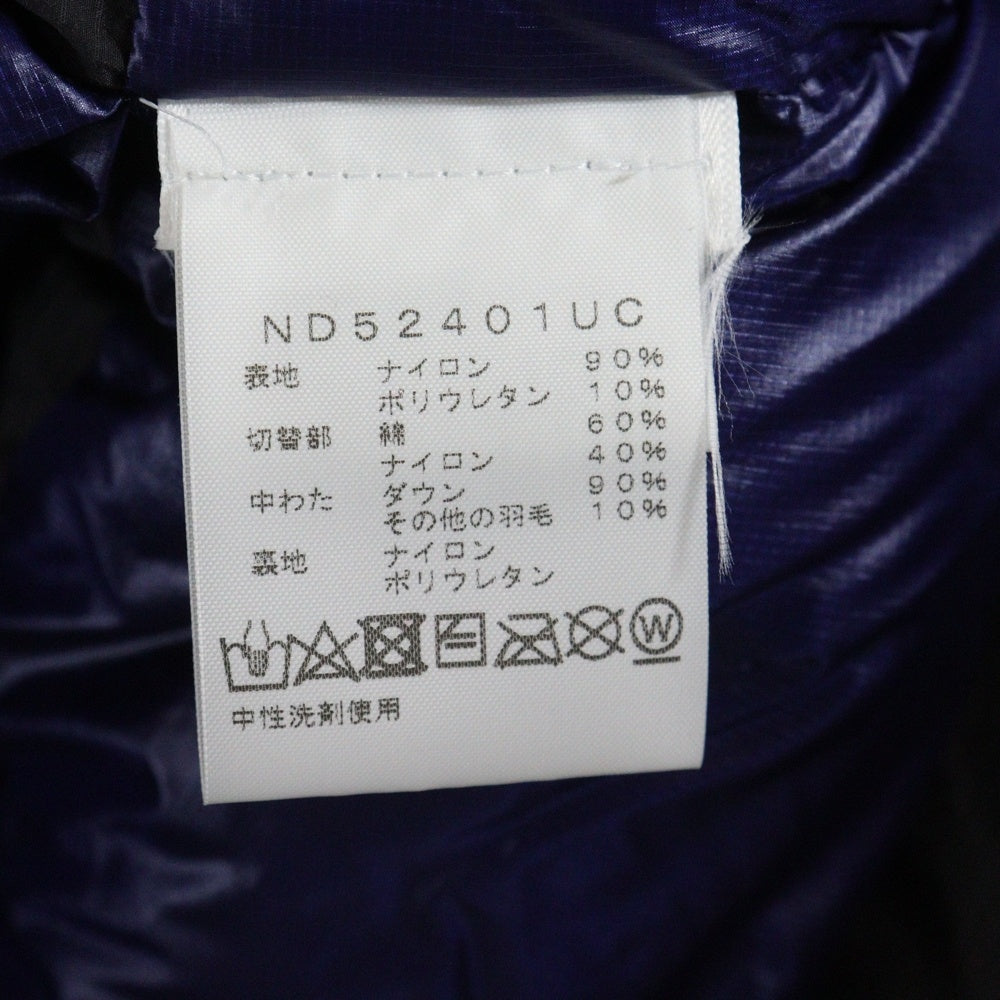 ND52401UC
表地 ナイロン 90%
ポリウレタン 10%
切替部 綿 60%
ナイロン 40%
中わた ダウン 90%
その他の羽毛 10%
裏地 ナイロン
ポリウレタン
W
中性洗剤使用